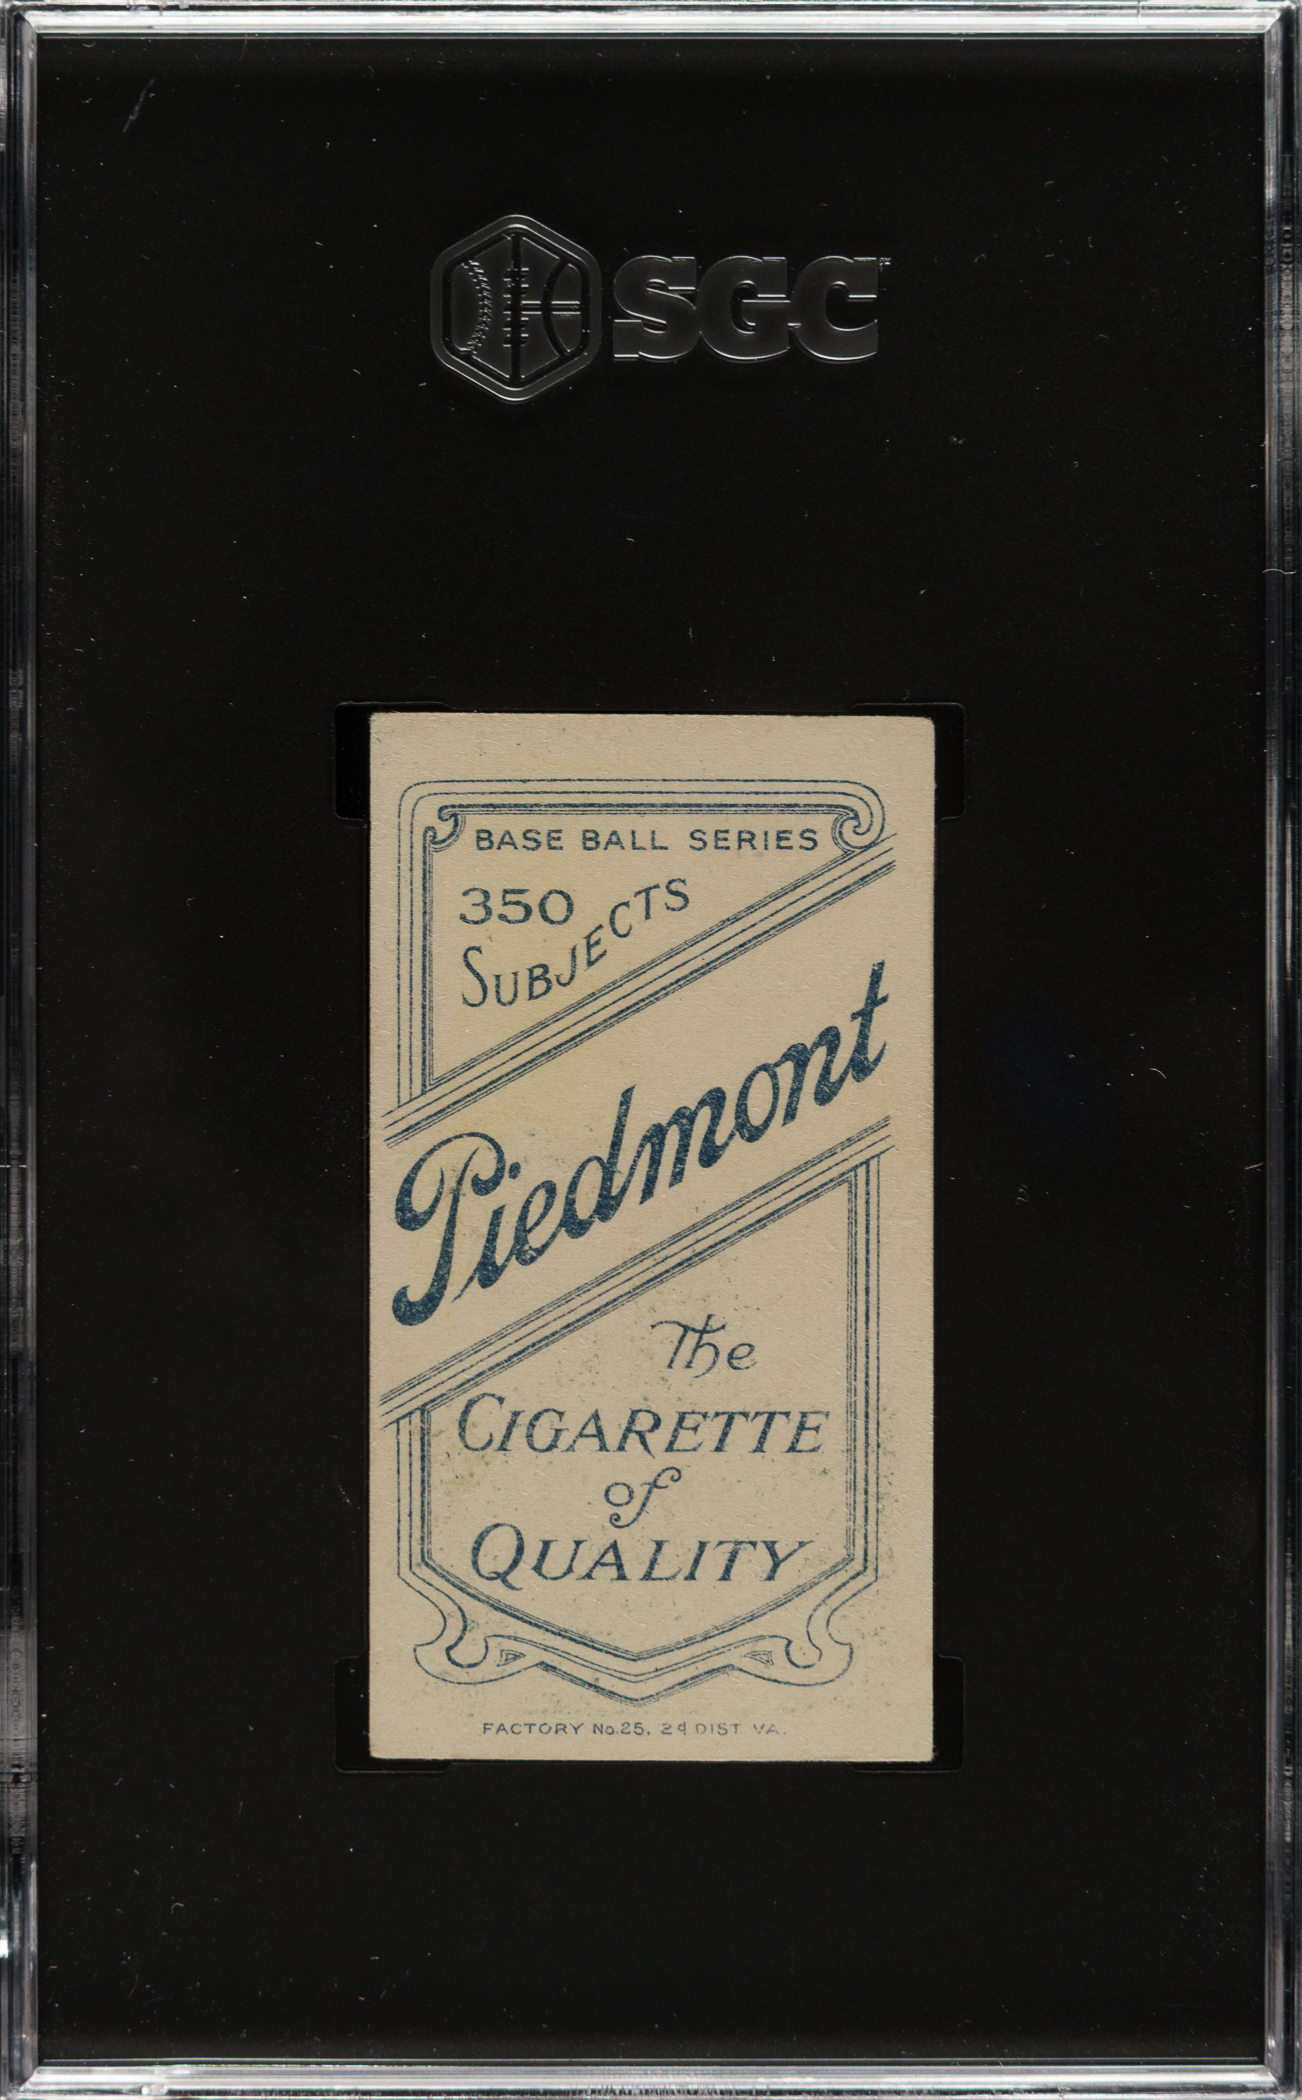 SGC
BASE BALL SERIES
350
SUBJECTS
Piedmont
The
CIGARETTE
of
QUALITY
FACTORY No. 25, 2d DIST. VA.